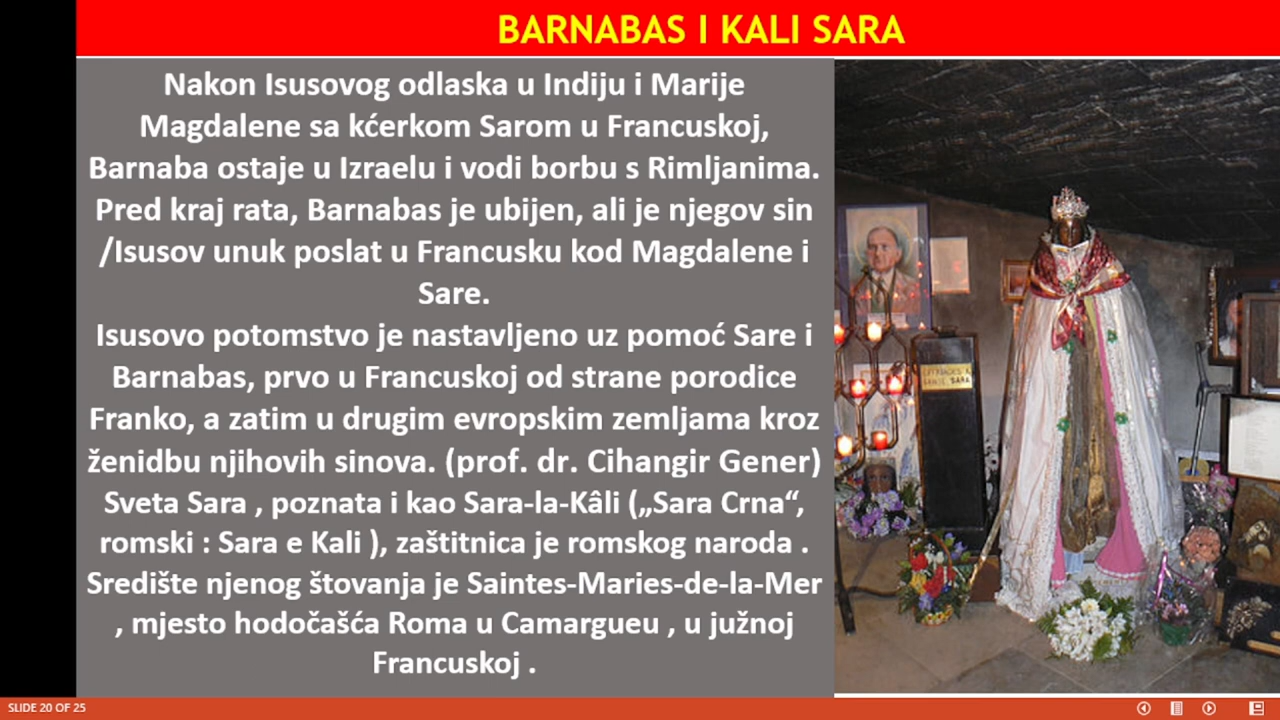 BARNABAS I KALI SARA
Nakon Isusovog odlaska u Indiju i Marije
Magdalene sa kćerkom Sarom u Francuskoj,
Barnaba ostaje u Izraelu i vodi borbu s Rimljanima.
Pred kraj rata, Barnabas je ubijen, ali je njegov sin
/Isusov unuk poslat u Francusku kod Magdalene i
Sare.
Isusovo potomstvo je nastavljeno uz pomoć Sare i
Barnabas, prvo u Francuskoj od strane porodice
Franko, a zatim u drugim evropskim zemljama kroz
ženidbu njihovih sinova. (prof. dr. Cihangir Gener)
Sveta Sara , poznata i kao Sara-la-Kâli („Sara Crna“,
romski : Sara e Kali ), zaštitnica je romskog naroda .
Središte njenog štovanja je Saintes-Maries-de-la-Mer
, mjesto hodočašća Roma u Camargueu , u južnoj
Francuskoj .
SARA
SLIDE 20 OF 25